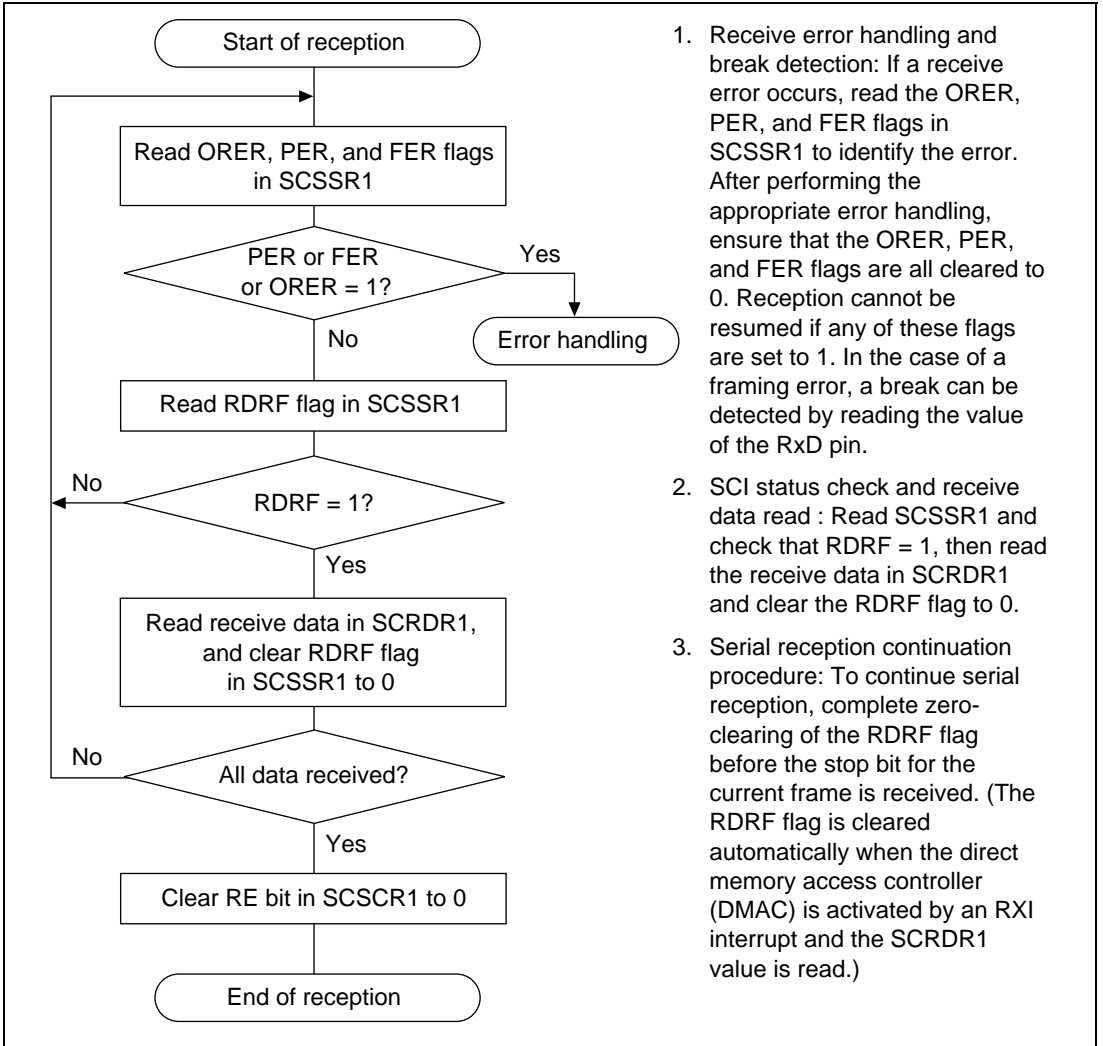 Start of reception
Read ORER, PER, and FER flags
in SCSSR1
PER or FER
or ORER = 1?
Yes
Error handling
No
Read RDRF flag in SCSSR1
No
RDRF = 1?
Yes
Read receive data in SCRDR1,
and clear RDRF flag
in SCSSR1 to 0
No
All data received?
Yes
Clear RE bit in SCSCR1 to 0
End of reception
1. Receive error handling and
break detection: If a receive
error occurs, read the ORER,
PER, and FER flags in
SCSSR1 to identify the error.
After performing the
appropriate error handling,
ensure that the ORER, PER,
and FER flags are all cleared to
0. Reception cannot be
resumed if any of these flags
are set to 1. In the case of a
framing error, a break can be
detected by reading the value
of the RxD pin.
2. SCI status check and receive
data read : Read SCSSR1 and
check that RDRF = 1, then read
the receive data in SCRDR1
and clear the RDRF flag to 0.
3. Serial reception continuation
procedure: To continue serial
reception, complete zero-
clearing of the RDRF flag
before the stop bit for the
current frame is received. (The
RDRF flag is cleared
automatically when the direct
memory access controller
(DMAC) is activated by an RXI
interrupt and the SCRDR1
value is read.)